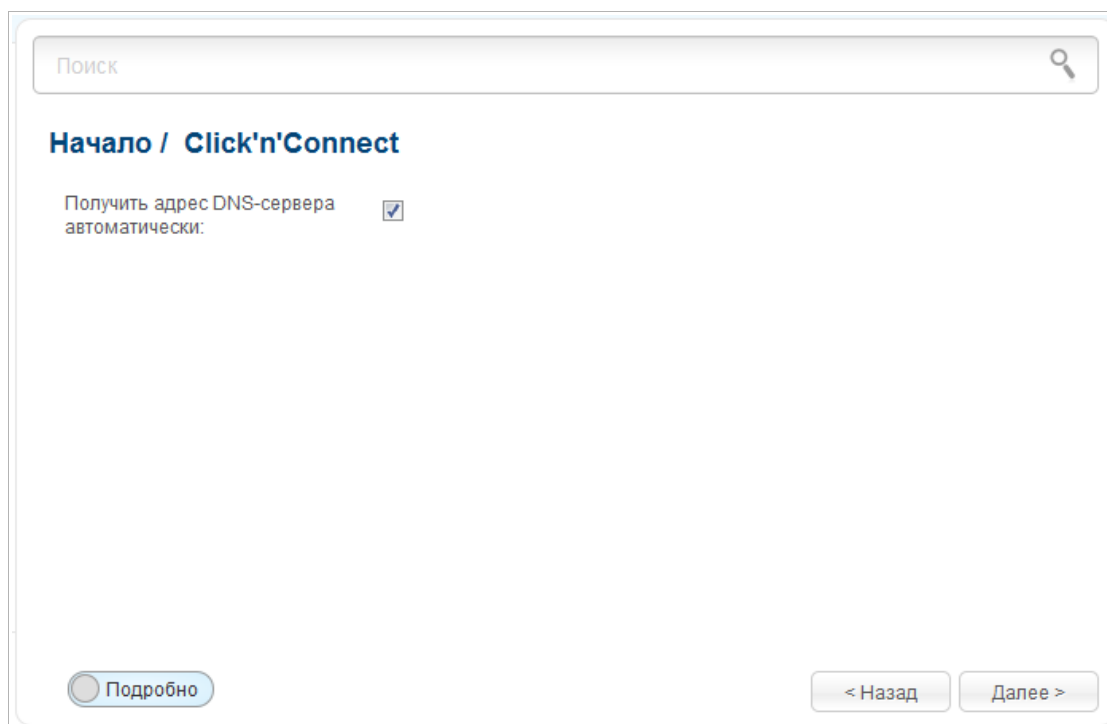 Поиск
Начало / Click'n'Connect
Получить адрес DNS-сервера
автоматически:
Подробно
< Назад
Далее >